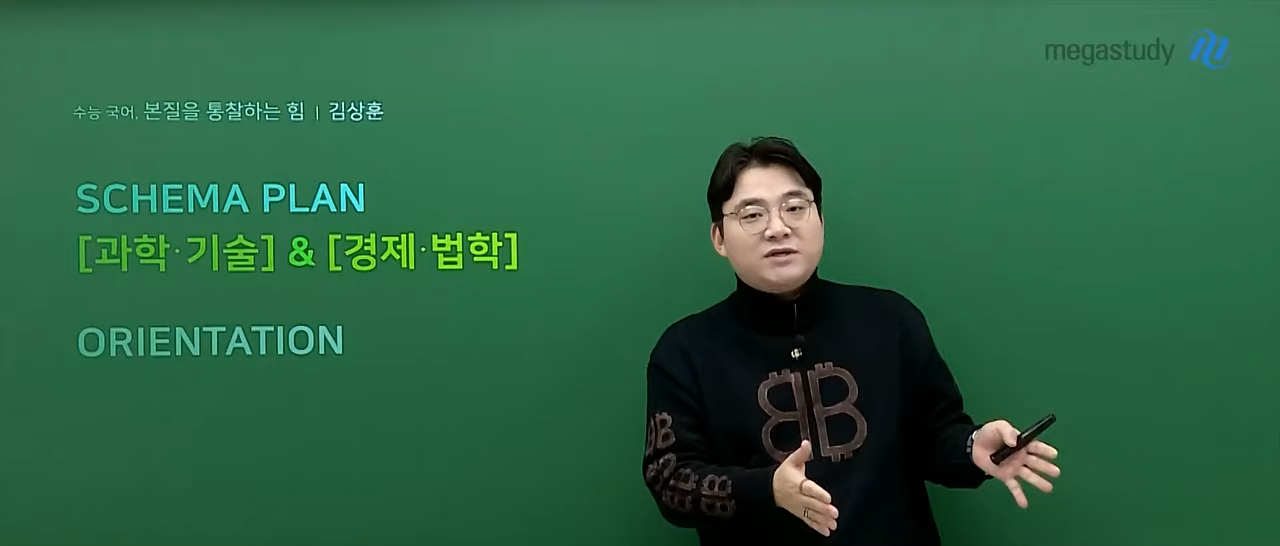 megastudy
수능 국어, 본질을 통찰하는 힘 | 김상훈
SCHEMA PLAN
[과학·기술] & [경제·법학]
ORIENTATION